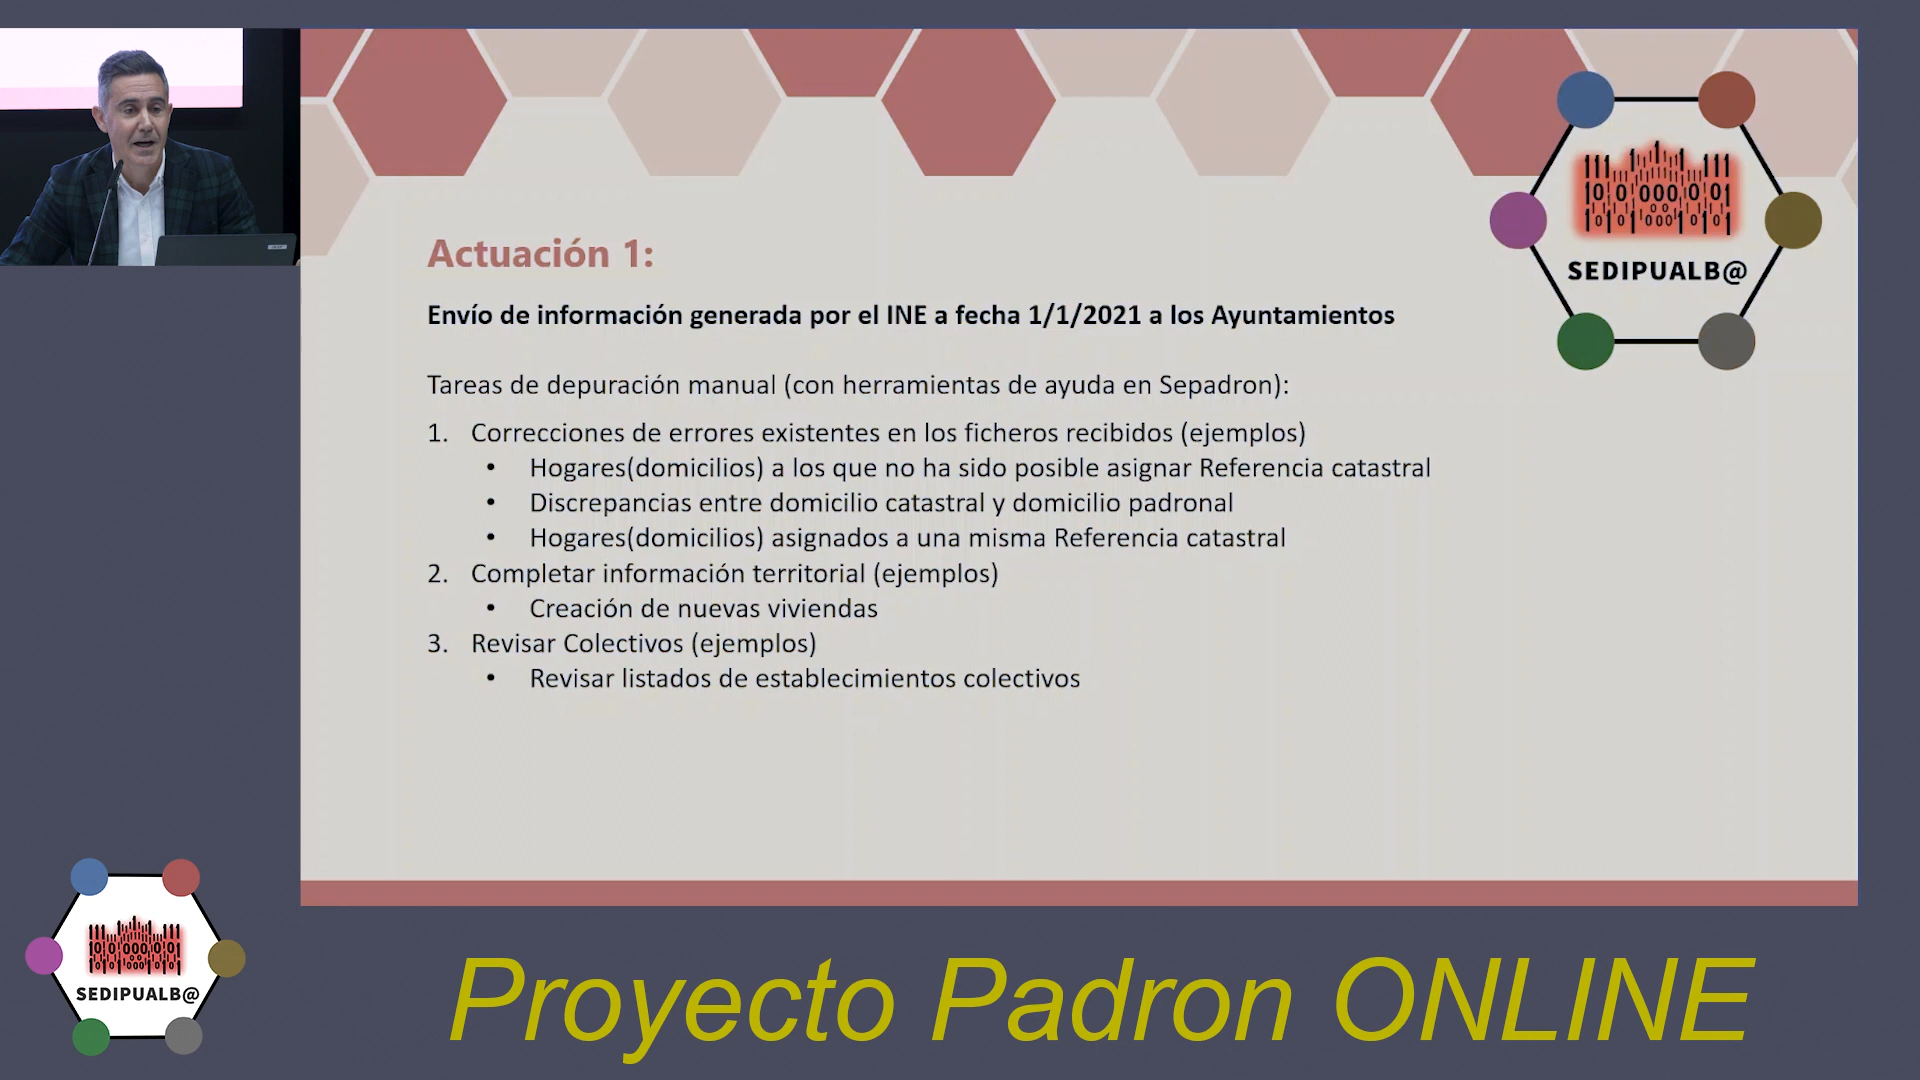 Actuación 1:
Envío de información generada por el INE a fecha 1/1/2021 a los Ayuntamientos
Tareas de depuración manual (con herramientas de ayuda en Sepadron):
1. Correcciones de errores existentes en los ficheros recibidos (ejemplos)
• Hogares(domicilios) a los que no ha sido posible asignar Referencia catastral
• Discrepancias entre domicilio catastral y domicilio padronal
• Hogares(domicilios) asignados a una misma Referencia catastral
2. Completar información territorial (ejemplos)
• Creación de nuevas viviendas
3. Revisar Colectivos (ejemplos)
• Revisar listados de establecimientos colectivos
SEDIPUALB@
SEDIPUALB@
Proyecto Padron ONLINE